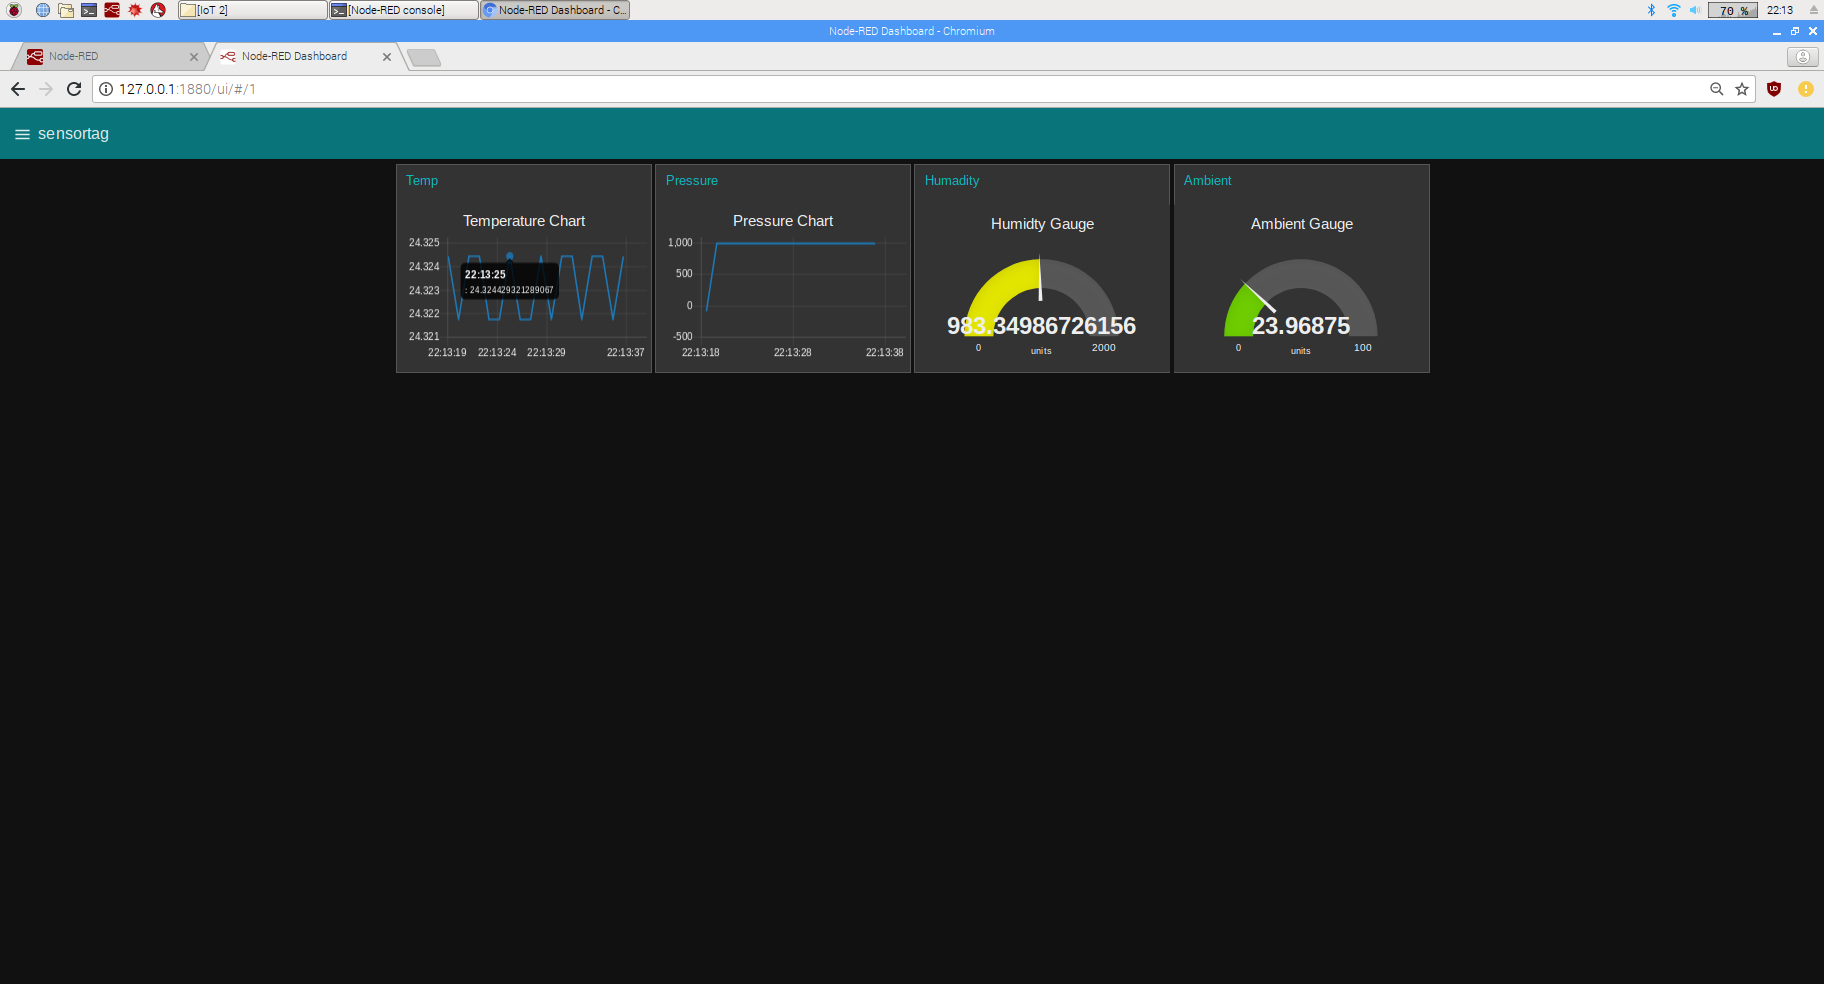 [IoT 2]
[Node-RED console]
Node-RED Dashboard - C...
70 %
22:13
Node-RED Dashboard - Chromium
Node-RED
Node-RED Dashboard
127.0.0.1:1880/ui/#/1
sensortag
Temp
Temperature Chart
24.325
24.324
24.323
24.322
24.321
22:13:25
: 24.324429321289067
22:13:19
22:13:24
22:13:29
22:13:37
Pressure
Pressure Chart
1,000
500
0
-500
22:13:18
22:13:28
22:13:38
Humadity
Humidty Gauge
983.34986726156
0
units
2000
Ambient
Ambient Gauge
23.96875
0
units
100